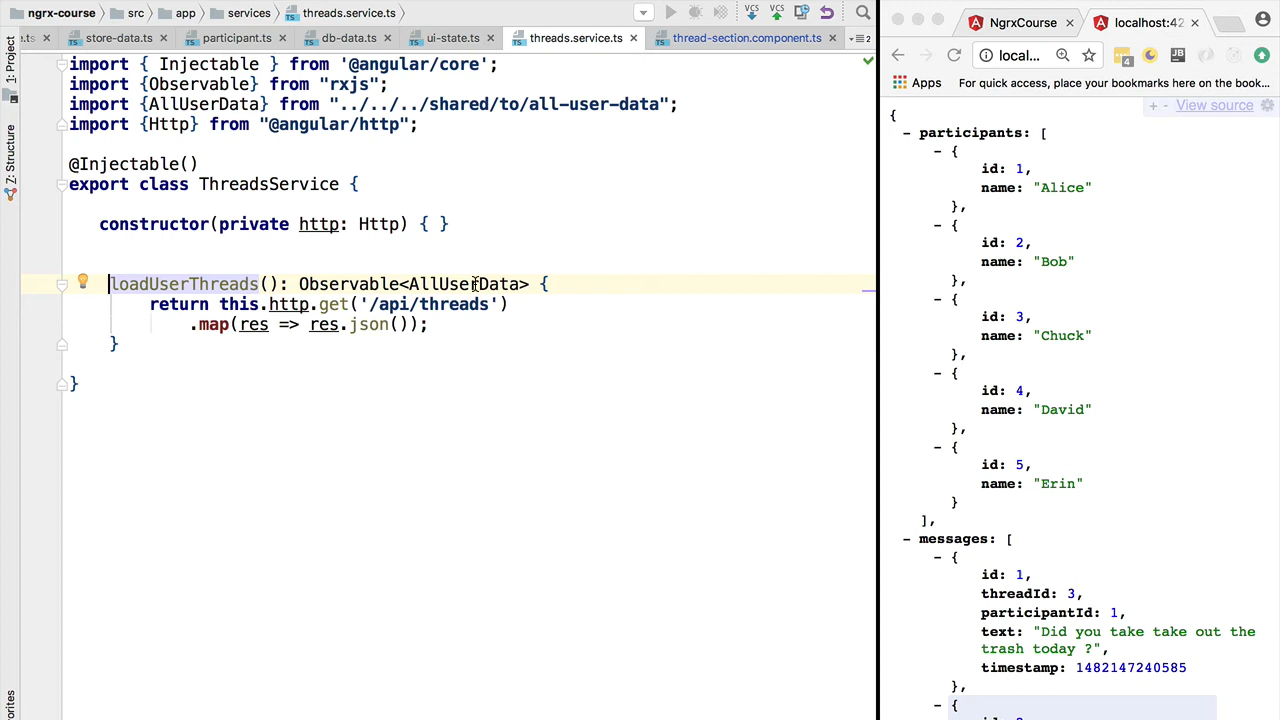 ngrx-course
src
app
services
threads.service.ts
.ts
store-data.ts
participant.ts
db-data.ts
ui-state.ts
threads.service.ts
thread-section.component.ts
2
1: Project
Z: Structure
import { Injectable } from '@angular/core';
import {Observable} from "rxjs";
import {AllUserData} from "../../../shared/to/all-user-data";
import {Http} from "@angular/http";
@Injectable()
export class ThreadsService {
constructor(private http: Http) { }
loadUserThreads(): Observable<AllUserData> {
return this.http.get('/api/threads')
.map(res => res.json());
}
}
NgrxCourse
localhost:42
local...
4
JB
Apps
For quick access, place your bookmarks here on the b...
+ - View source
{
- participants: [
- {
id: 1,
name: "Alice"
},
- {
id: 2,
name: "Bob"
},
- {
id: 3,
name: "Chuck"
},
- {
id: 4,
name: "David"
},
- {
id: 5,
name: "Erin"
}
],
- messages: [
- {
id: 1,
threadId: 3,
participantId: 1,
text: "Did you take take out the
trash today ?",
timestamp: 1482147240585
},
- {